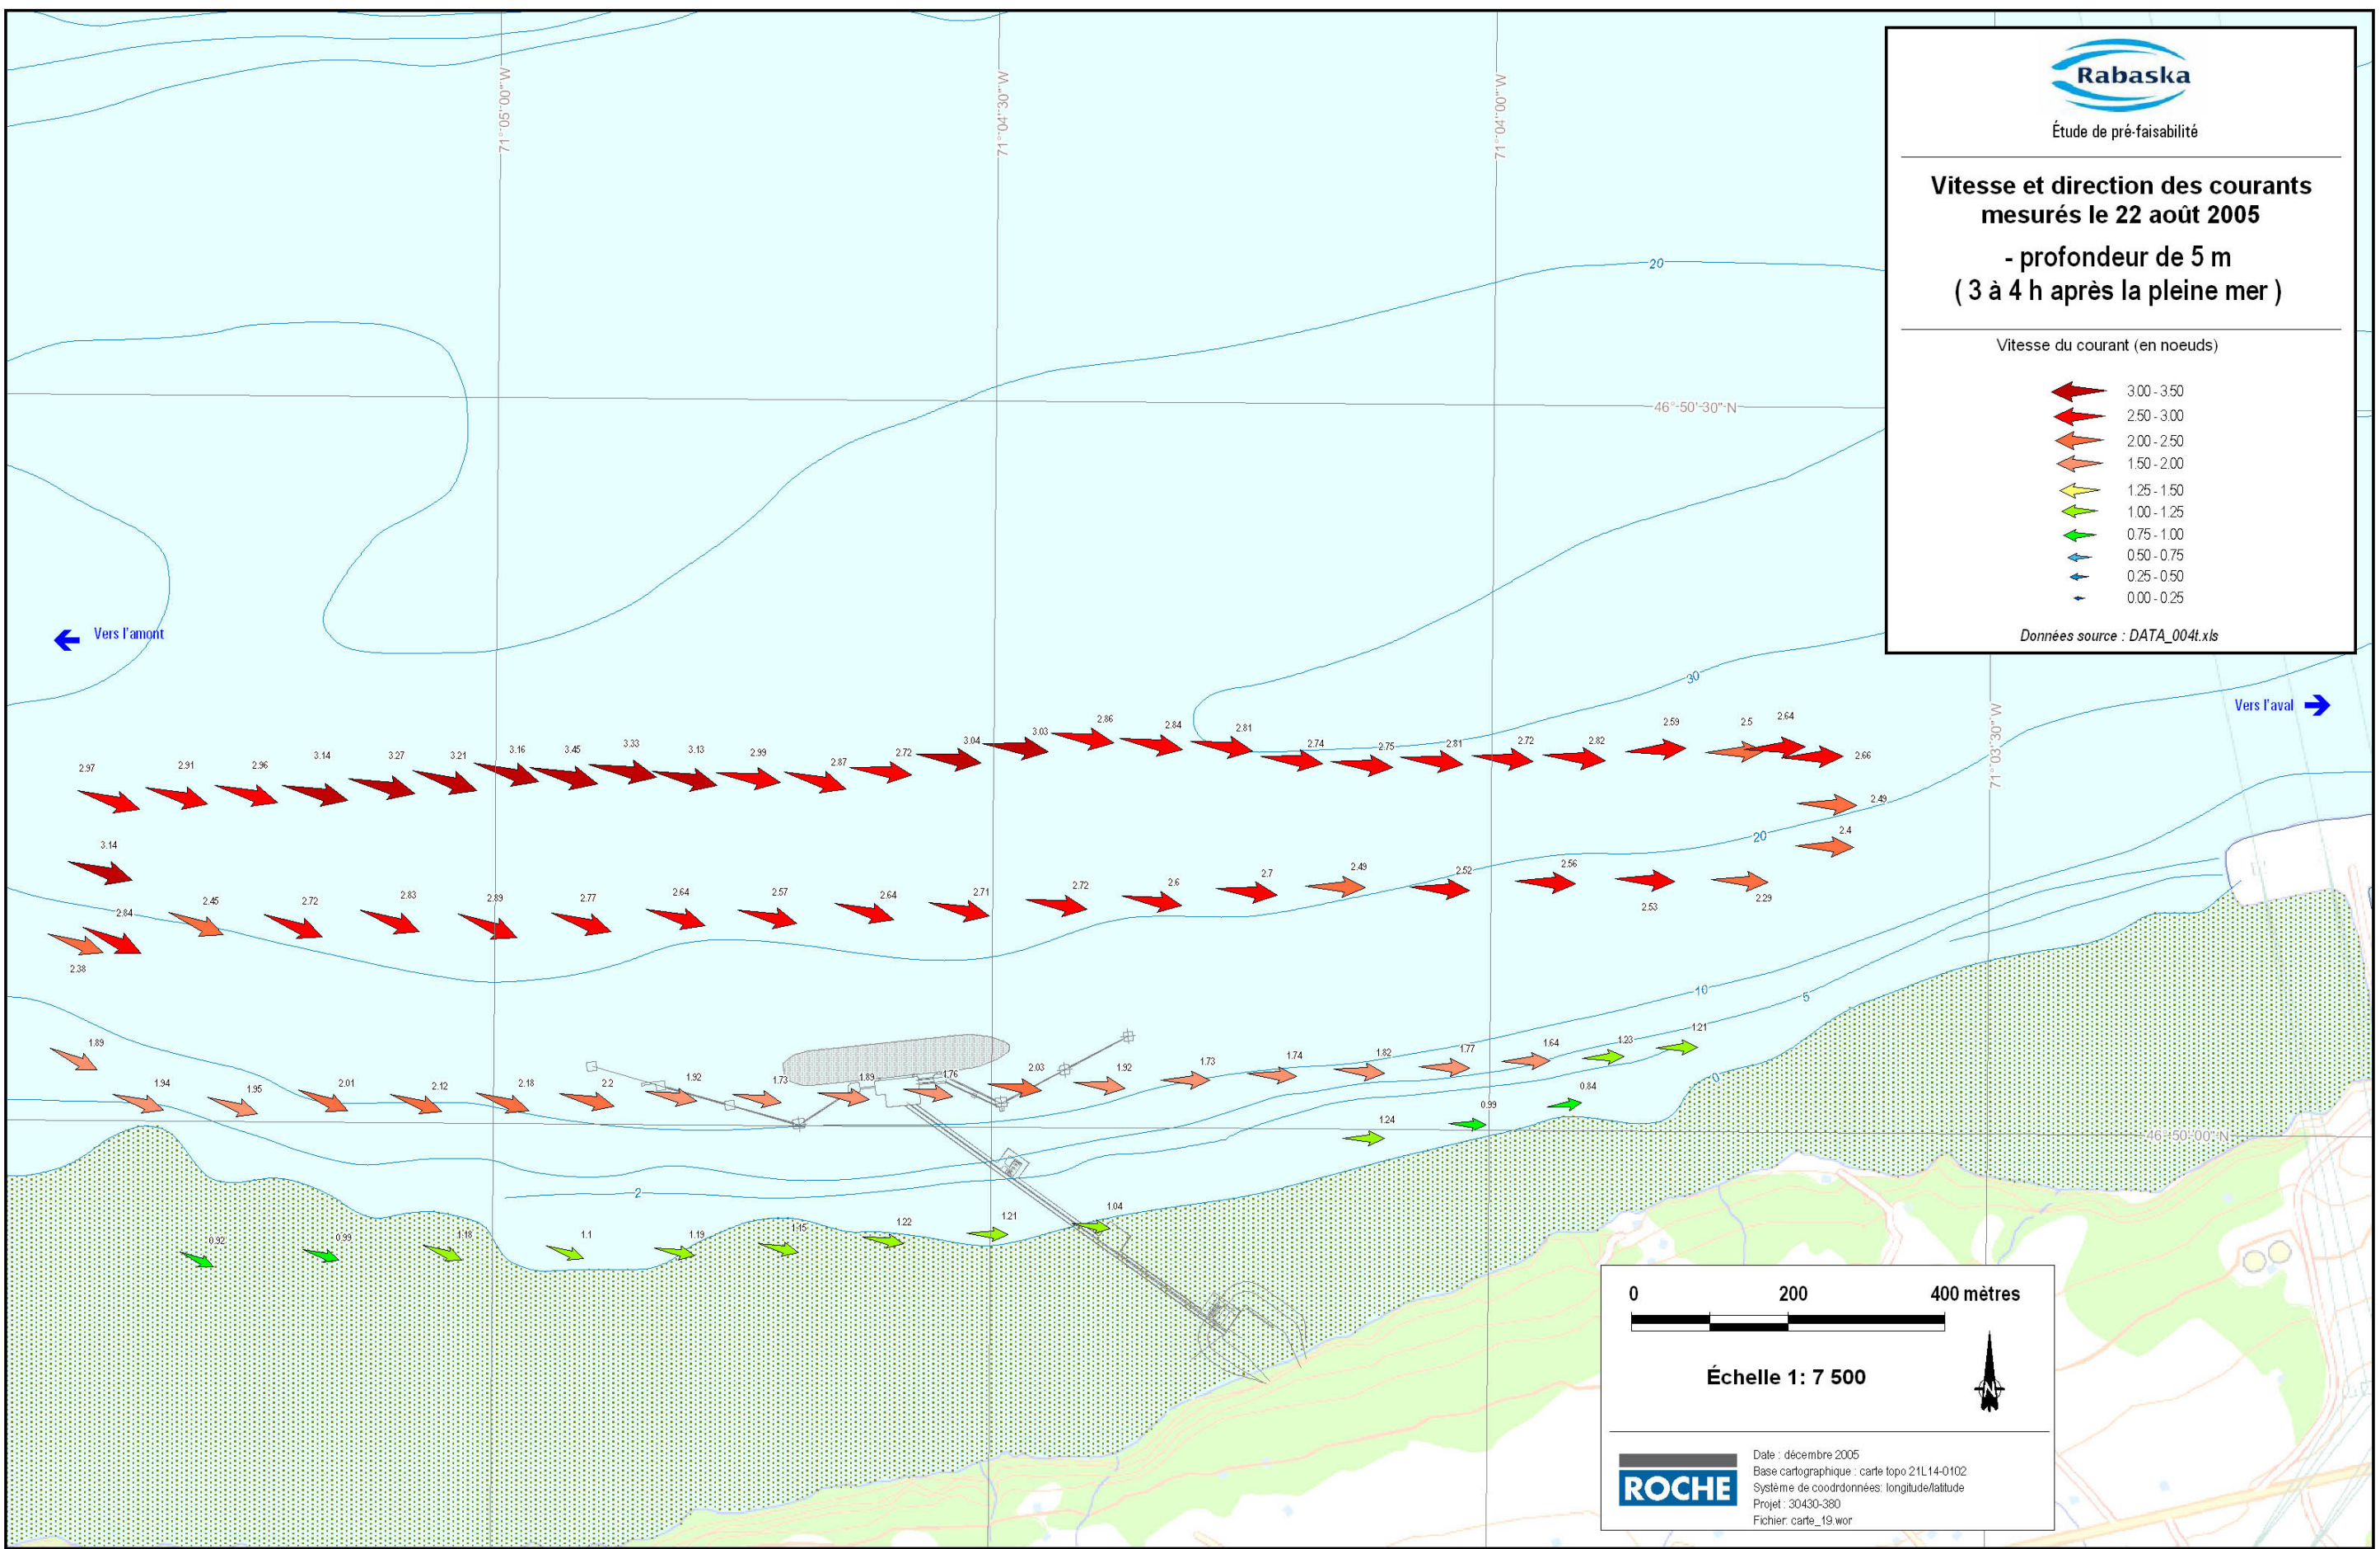 71°05'00"W
71°04'30"W
71°04'00"W
Rabaska
Étude de pré-faisabilité
Vitesse et direction des courants
mesurés le 22 août 2005
- profondeur de 5 m
( 3 à 4 h après la pleine mer )
Vitesse du courant (en noeuds)
3.00 - 3.50
2.50 - 3.00
2.00 - 2.50
1.50 - 2.00
1.25 - 1.50
1.00 - 1.25
0.75 - 1.00
0.50 - 0.75
0.25 - 0.50
0.00 - 0.25
Données source : DATA_004t.xls
20
46°50'30"N
Vers l'amont
30
Vers l'aval
71°03'30"W
2.97 2.91 2.96 3.14 3.27 3.21 3.16 3.45 3.33 3.13 2.99 2.87 2.72 3.04 3.03 2.86 2.84 2.81 2.74 2.75 2.81 2.72 2.82 2.59 2.5 2.64 2.66
2.49
20
2.4
3.14
2.84 2.45 2.72 2.83 2.89 2.77 2.64 2.57 2.64 2.71 2.72 2.6 2.7 2.49 2.52 2.56 2.53 2.29
2.38
10
5
1.89
1.94 1.95 2.01 2.12 2.18 2.2 1.92 1.73 1.89 1.76 2.03 1.92 1.73 1.74 1.82 1.77 1.64 1.23 1.21
0
1.24 0.99 0.84
46°50'00"N
2
0.92 0.99 1.18 1.1 1.19 1.15 1.22 1.21 1.04
0 200 400 mètres
Échelle 1: 7 500
N
ROCHE
Date : décembre 2005
Base cartographique : carte topo 21L14-0102
Système de coodrdonnées: longitude/latitude
Projet : 30430-380
Fichier: carte_19.wor